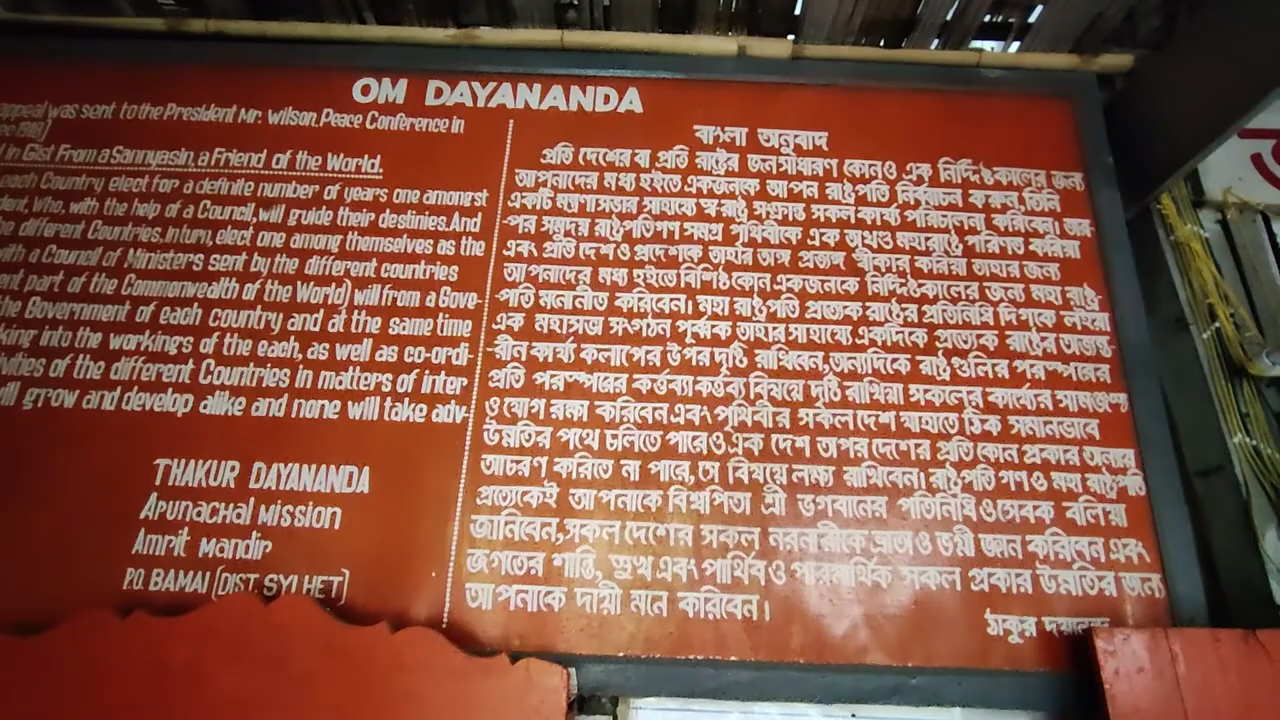 OM DAYANANDA
appeal was sent to the President Mr. Wilson. Peace Conference in
in Gist From a Sannyasin, a Friend of the World.
each Country elect for a definite number of years one amongst
dent, Who, with the help of a Council, will guide their destinies. And
he different Countries, in turn, elect one among themselves as the
with a Council of Ministers sent by the different countries
ent part of the Commonwealth of the World) will from a Gove-
the Government of each country and at the same time
king into the workings of the each, as well as co-ordi-
vities of the different Countries in matters of inter
ill grow and develop alike and none will take adv-
THAKUR DAYANANDA
Arunachal Mission
Amrit Mandir
P.O. BAMAI (DIST. SYLHET)
বাংলা অনুবাদ
প্রতি দেশের বা প্রতি রাষ্ট্রের জনসাধারণ কোনও এক নির্দ্দিষ্টকালের জন্য
আপনাদের মধ্য হইতে একজনকে আপন রাষ্ট্রপতি নির্ব্বাচন করুন, তিনি
একটি মন্ত্রণাসভার সাহায্যে স্বরাষ্ট্র সম্ক্রান্ত সকল কার্য্য পরিচালনা করিবেন। তার
-পর সমুদয় রাষ্ট্রপতিগণ সমগ্র পৃথিবীকে এক অখণ্ড মহারাষ্ট্রে পরিণত করিয়া
এবং প্রতি দেশ ও প্রদেশকে তাহার অঙ্গ প্রত্যঙ্গ স্বীকার করিয়া তাহার জন্য
আপনাদের মধ্য হইতে বিশিষ্ট কোন একজনকে নির্দ্দিষ্টকালের জন্য মহা রাষ্ট্র
-পতি মনোনীত করিবেন। মহা রাষ্ট্রপতি প্রত্যেক রাষ্ট্রের প্রতিনিধি দিগকে লইয়া
এক মহাসভা সংগঠন পূর্ব্বক তাহার সাহায্যে একদিকে প্রত্যেক রাষ্ট্রের অভ্যন্ত
-রীন কার্য্য কলাপের উপর দৃষ্টি রাখিবেন, অন্যদিকে রাষ্ট্রগুলির পরস্পরের
প্রতি পরস্পরের কর্ত্তব্যাকর্ত্তব্য বিষয়ে দৃষ্টি রাখিয়া সকলের কার্য্যের সামঞ্জস্য
ও যোগ রক্ষা করিবেন এবং পৃথিবীর সকল দেশ যাহাতে ঠিক সমানভাবে
উন্নতির পথে চলিতে পারে ও এক দেশ অপর দেশের প্রতি কোন প্রকার অন্যায়
আচরণ করিতে না পারে, সে বিষয়ে লক্ষ্য রাখিবেন। রাষ্ট্রপতি গণ ও মহা রাষ্ট্রপতি
প্রত্যেকেই আপনাকে বিশ্বপিতা শ্রী ভগবানের প্রতিনিধি ও সেবক বলিয়া
জানিবেন, সকল দেশের সকল নরনারীকে ভ্রাতা ও ভগ্নী জ্ঞান করিবেন এবং
জগতের শান্তি, সুখ এবং পার্থিব ও পারমার্থিক সকল প্রকার উন্নতির জন্য
আপনাকে দায়ী মনে করিবেন।
ঠাকুর দয়ানন্দ